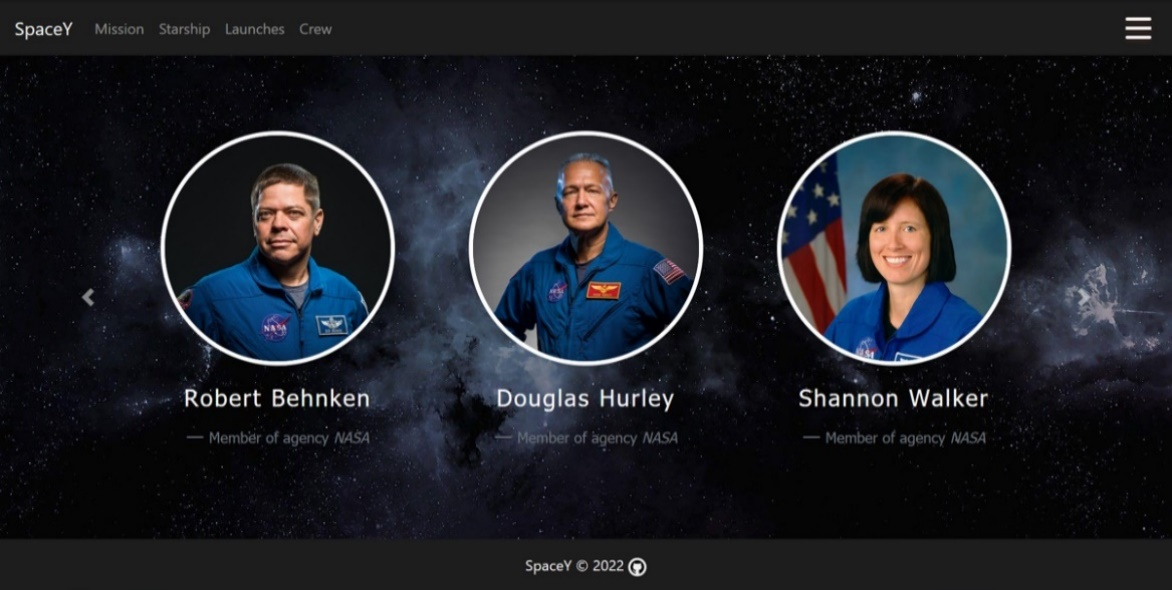 SpaceY Mission Starship Launches Crew
NASA
Robert Behnken Douglas Hurley Shannon Walker
— Member of agency NASA — Member of agency NASA — Member of agency NASA
SpaceY © 2022